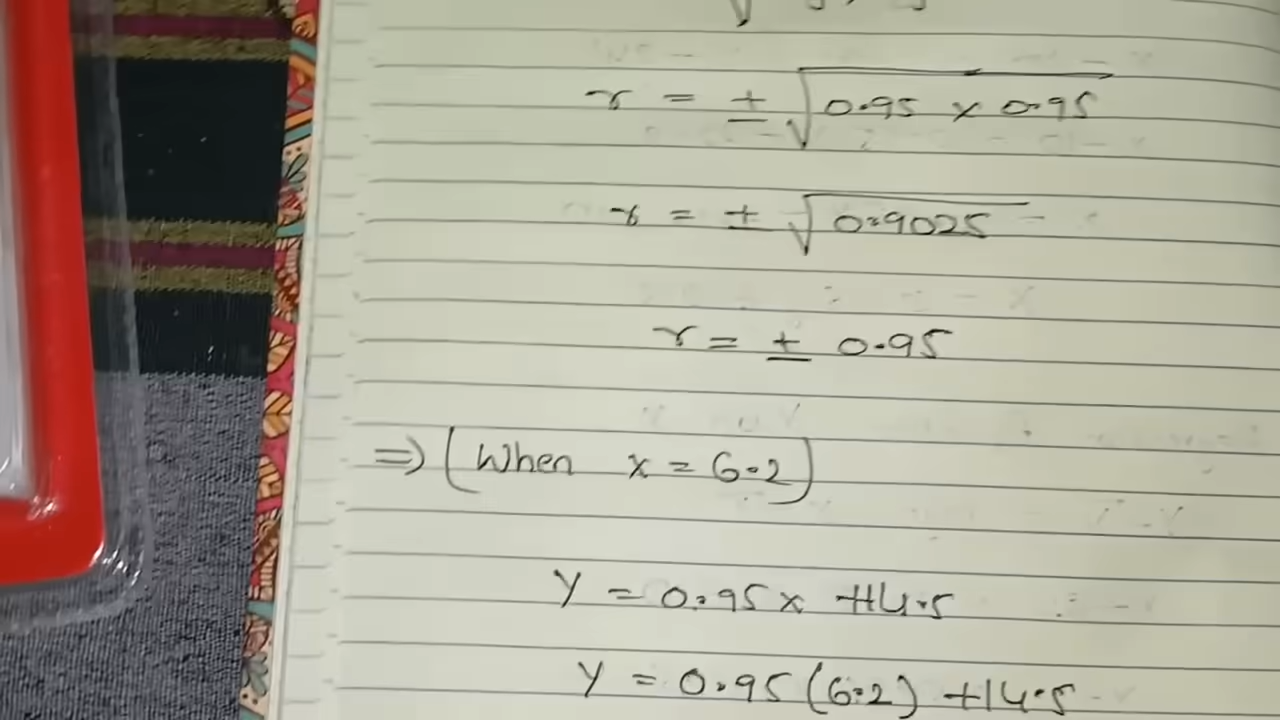 r = ± √0.95 × 0.95
r = ± √0.9025
r = ± 0.95
⇒ (When x = 6.2)
y = 0.95x +14.5
y = 0.95(6.2) +14.5